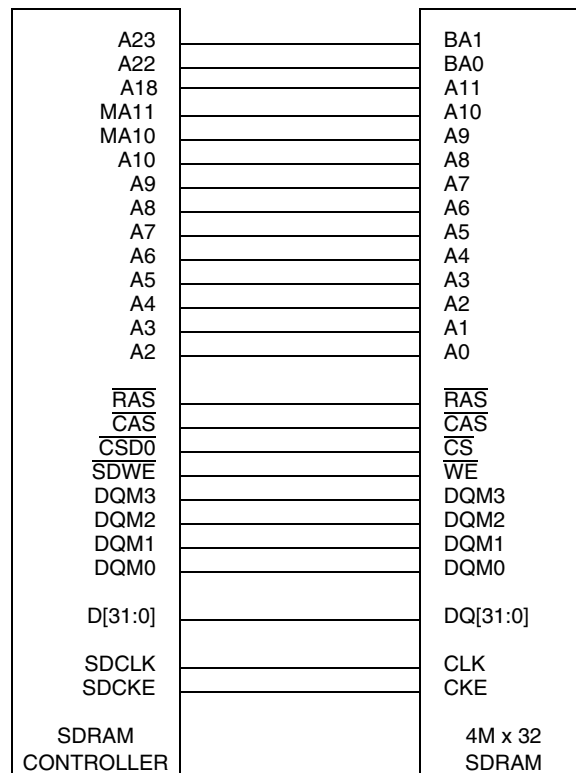 A23 BA1
A22 BA0
A18 A11
MA11 A10
MA10 A9
A10 A8
A9 A7
A8 A6
A7 A5
A6 A4
A5 A3
A4 A2
A3 A1
A2 A0
RAS RAS
CAS CAS
CSD0 CS
SDWE WE
DQM3 DQM3
DQM2 DQM2
DQM1 DQM1
DQM0 DQM0
D[31:0] DQ[31:0]
SDCLK CLK
SDCKE CKE
SDRAM 4M x 32
CONTROLLER SDRAM